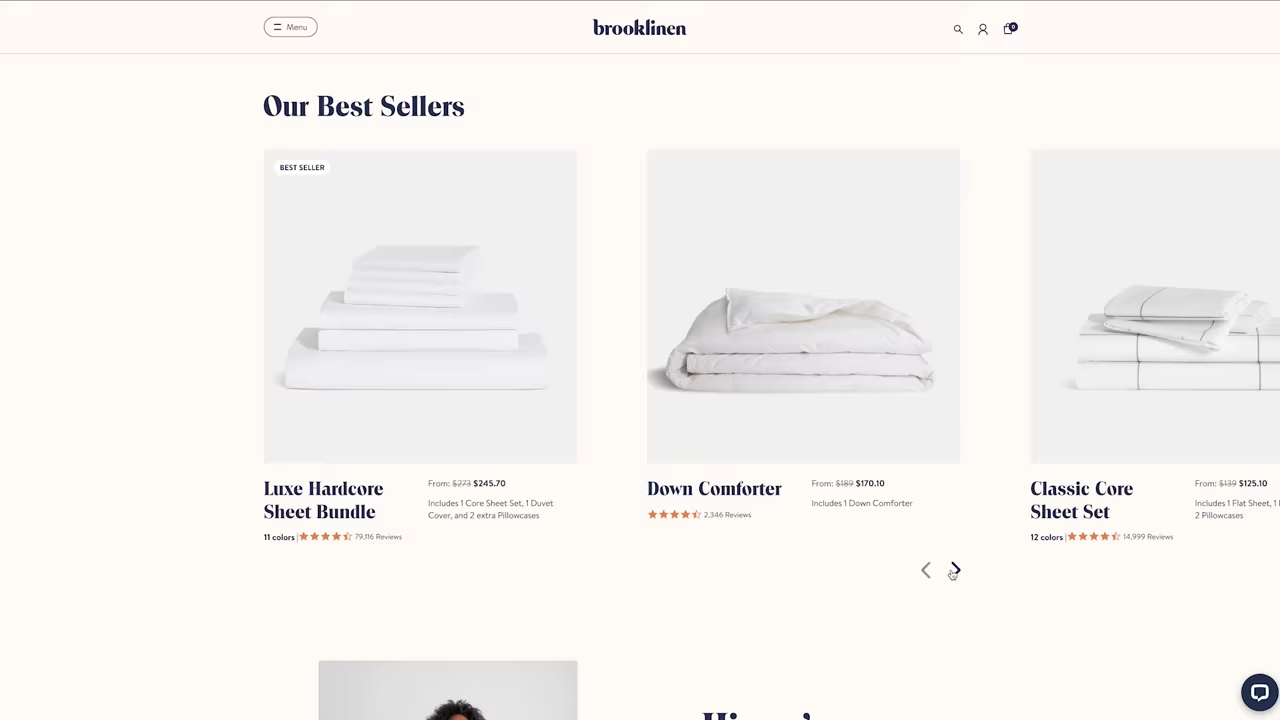 Menu
brooklinen
0
Our Best Sellers
BEST SELLER
Luxe Hardcore
Sheet Bundle
From: $273 $245.70
Includes 1 Core Sheet Set, 1 Duvet
Cover, and 2 extra Pillowcases
11 colors | 79,116 Reviews
Down Comforter
From: $189 $170.10
Includes 1 Down Comforter
2,346 Reviews
Classic Core
Sheet Set
From: $139 $125.10
Includes 1 Flat Sheet, 1
2 Pillowcases
12 colors | 14,999 Reviews